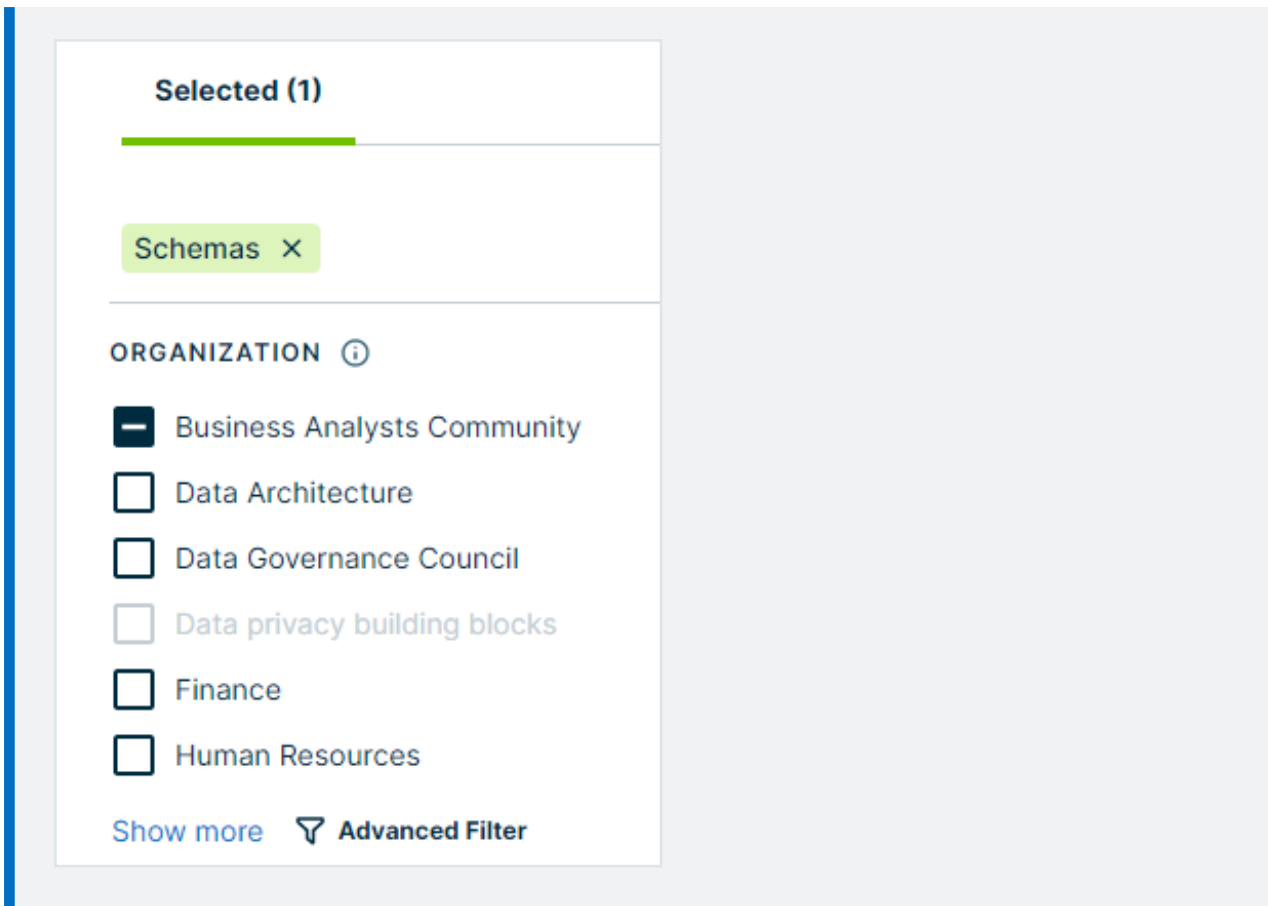 Selected (1)
Schemas
ORGANIZATION
Business Analysts Community
Data Architecture
Data Governance Council
Data privacy building blocks
Finance
Human Resources
Show more Advanced Filter